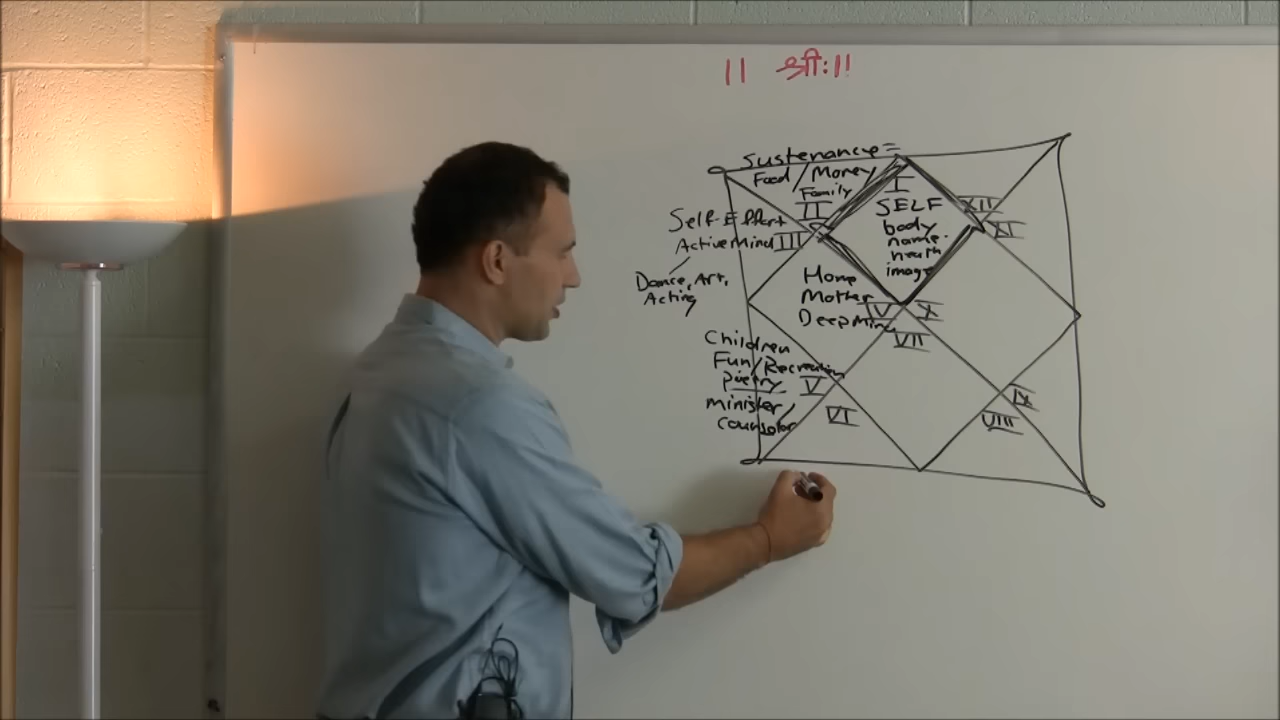 || श्रीः ||
Sustenance =
Food / Money
Family
II
I
SELF
body
name
health
image
XII
XI
Self-Effort
Active Mind III
Dance, Art,
Acting
Home
Mother
IV
Deep Mind
X
VII
Children
Fun/Recreation
Poetry V
minister/
Counselor
VI
IX
VIII